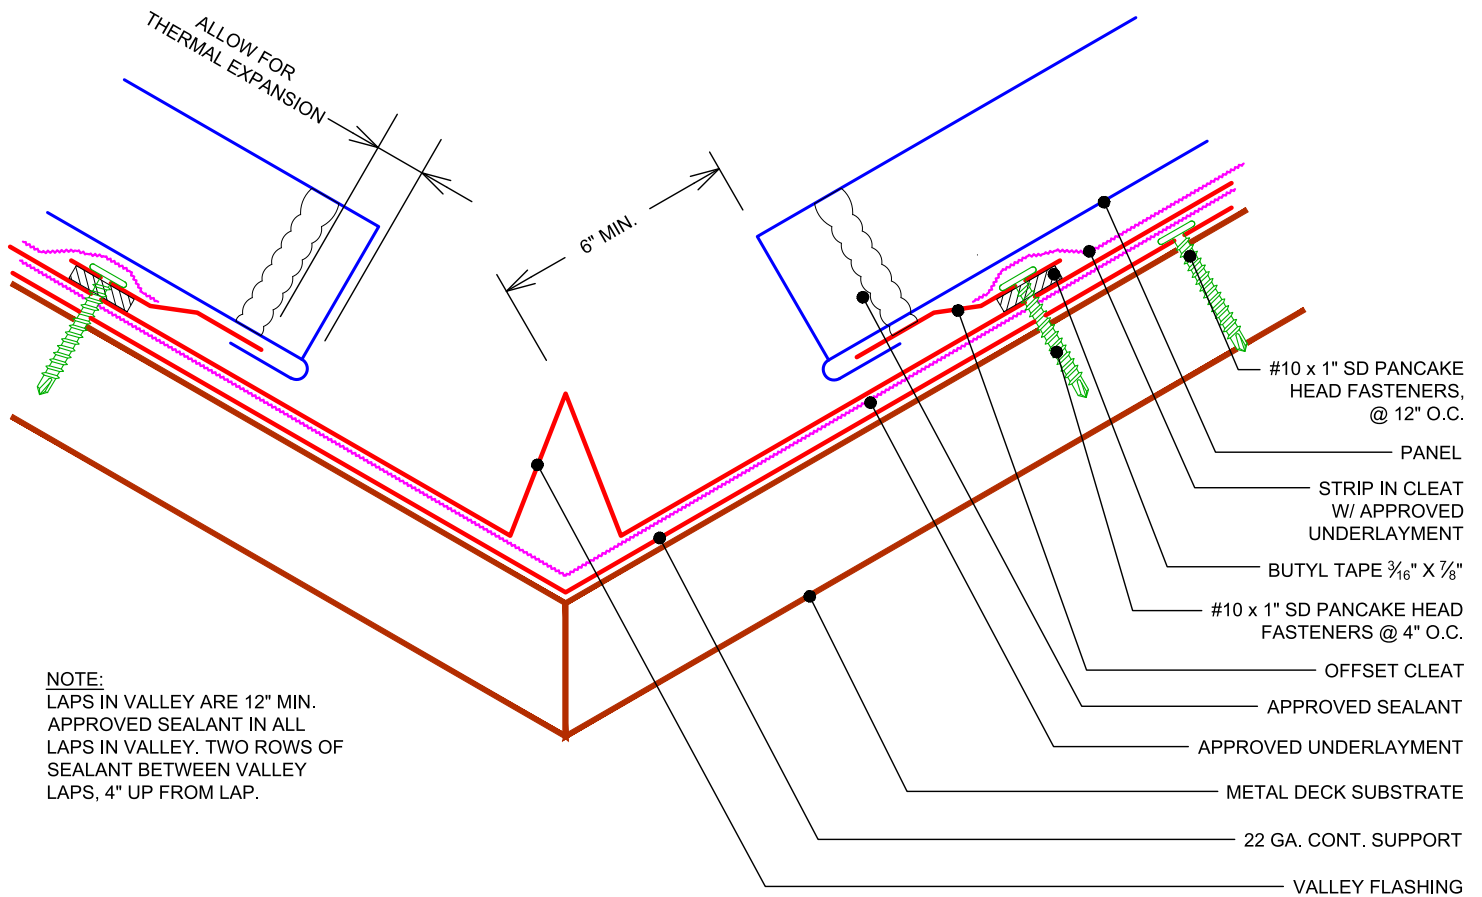 ALLOW FOR
THERMAL EXPANSION
6" MIN.
#10 x 1" SD PANCAKE
HEAD FASTENERS,
@ 12" O.C.
PANEL
STRIP IN CLEAT
W/ APPROVED
UNDERLAYMENT
BUTYL TAPE 3/16" X 7/8"
#10 x 1" SD PANCAKE HEAD
FASTENERS @ 4" O.C.
OFFSET CLEAT
APPROVED SEALANT
APPROVED UNDERLAYMENT
METAL DECK SUBSTRATE
22 GA. CONT. SUPPORT
VALLEY FLASHING
NOTE:
LAPS IN VALLEY ARE 12" MIN.
APPROVED SEALANT IN ALL
LAPS IN VALLEY. TWO ROWS OF
SEALANT BETWEEN VALLEY
LAPS, 4" UP FROM LAP.